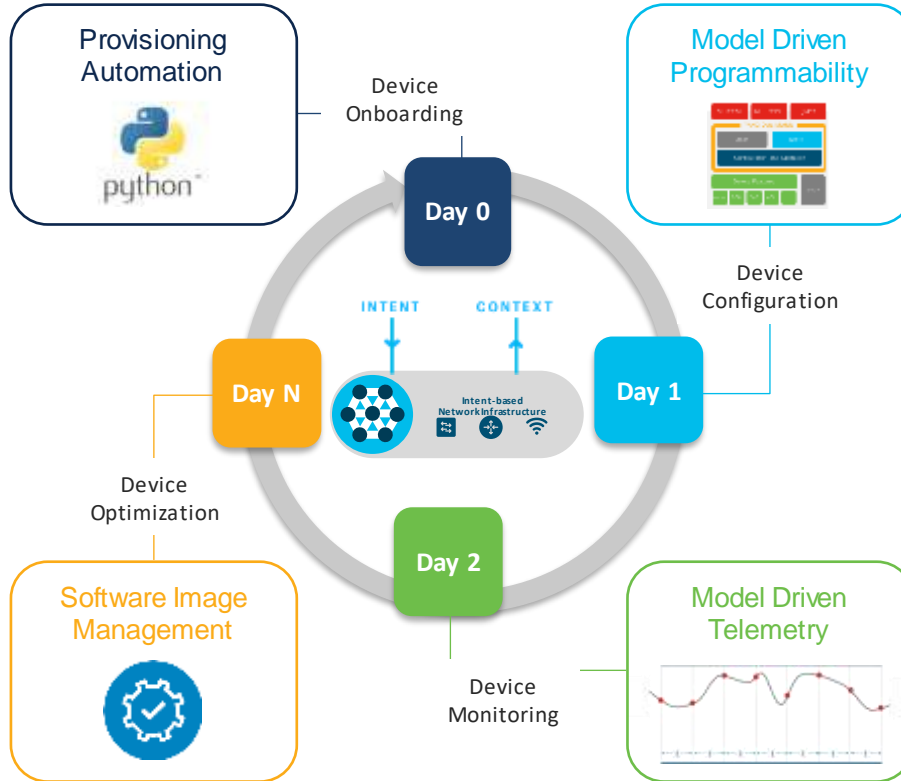 Provisioning
Automation
python
Device
Onboarding
Model Driven
Programmability
Day 0
Device
Configuration
INTENT
CONTEXT
Day N
Intent-based
Network Infrastructure
Day 1
Device
Optimization
Day 2
Software Image
Management
Device
Monitoring
Model Driven
Telemetry